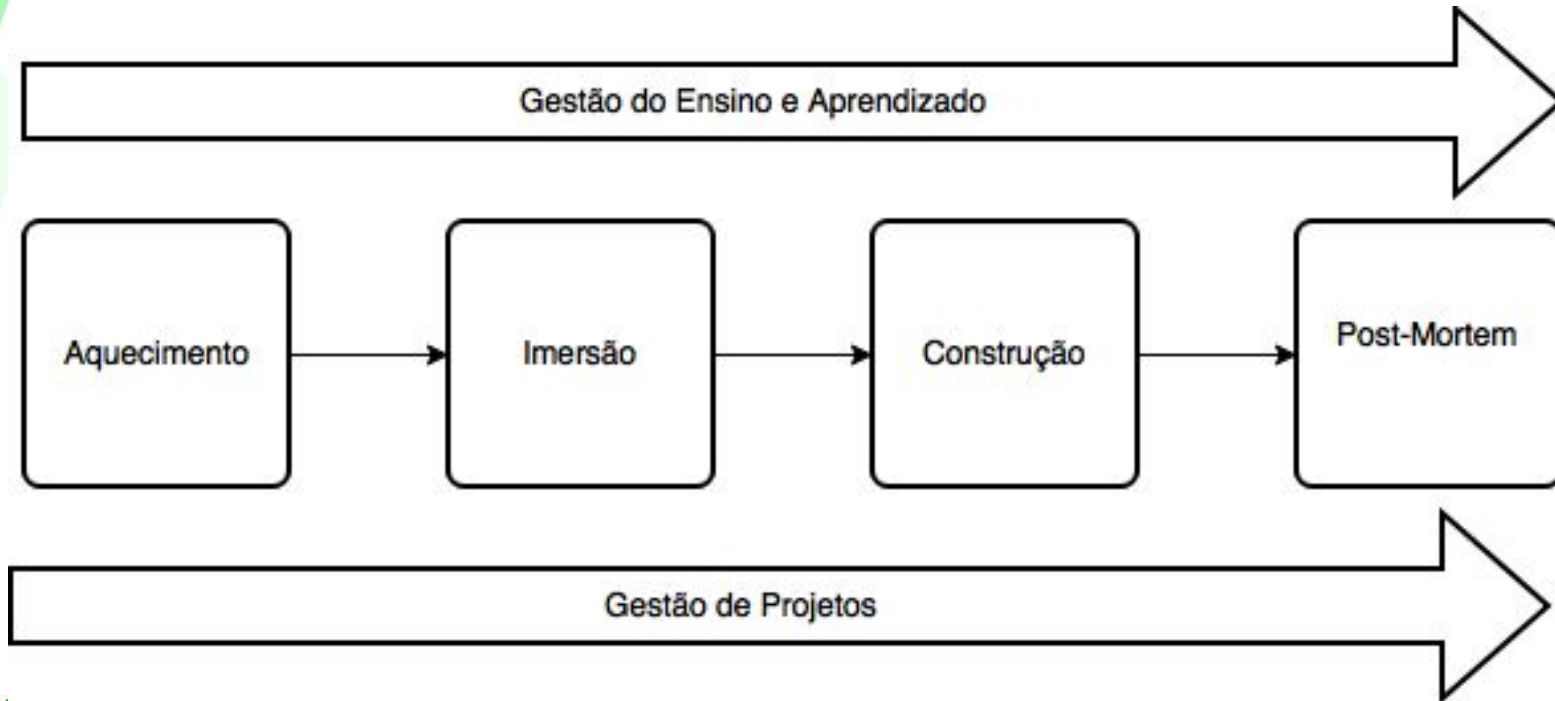 Gestão do Ensino e Aprendizado
Aquecimento
Imersão
Construção
Post-Mortem
Gestão de Projetos